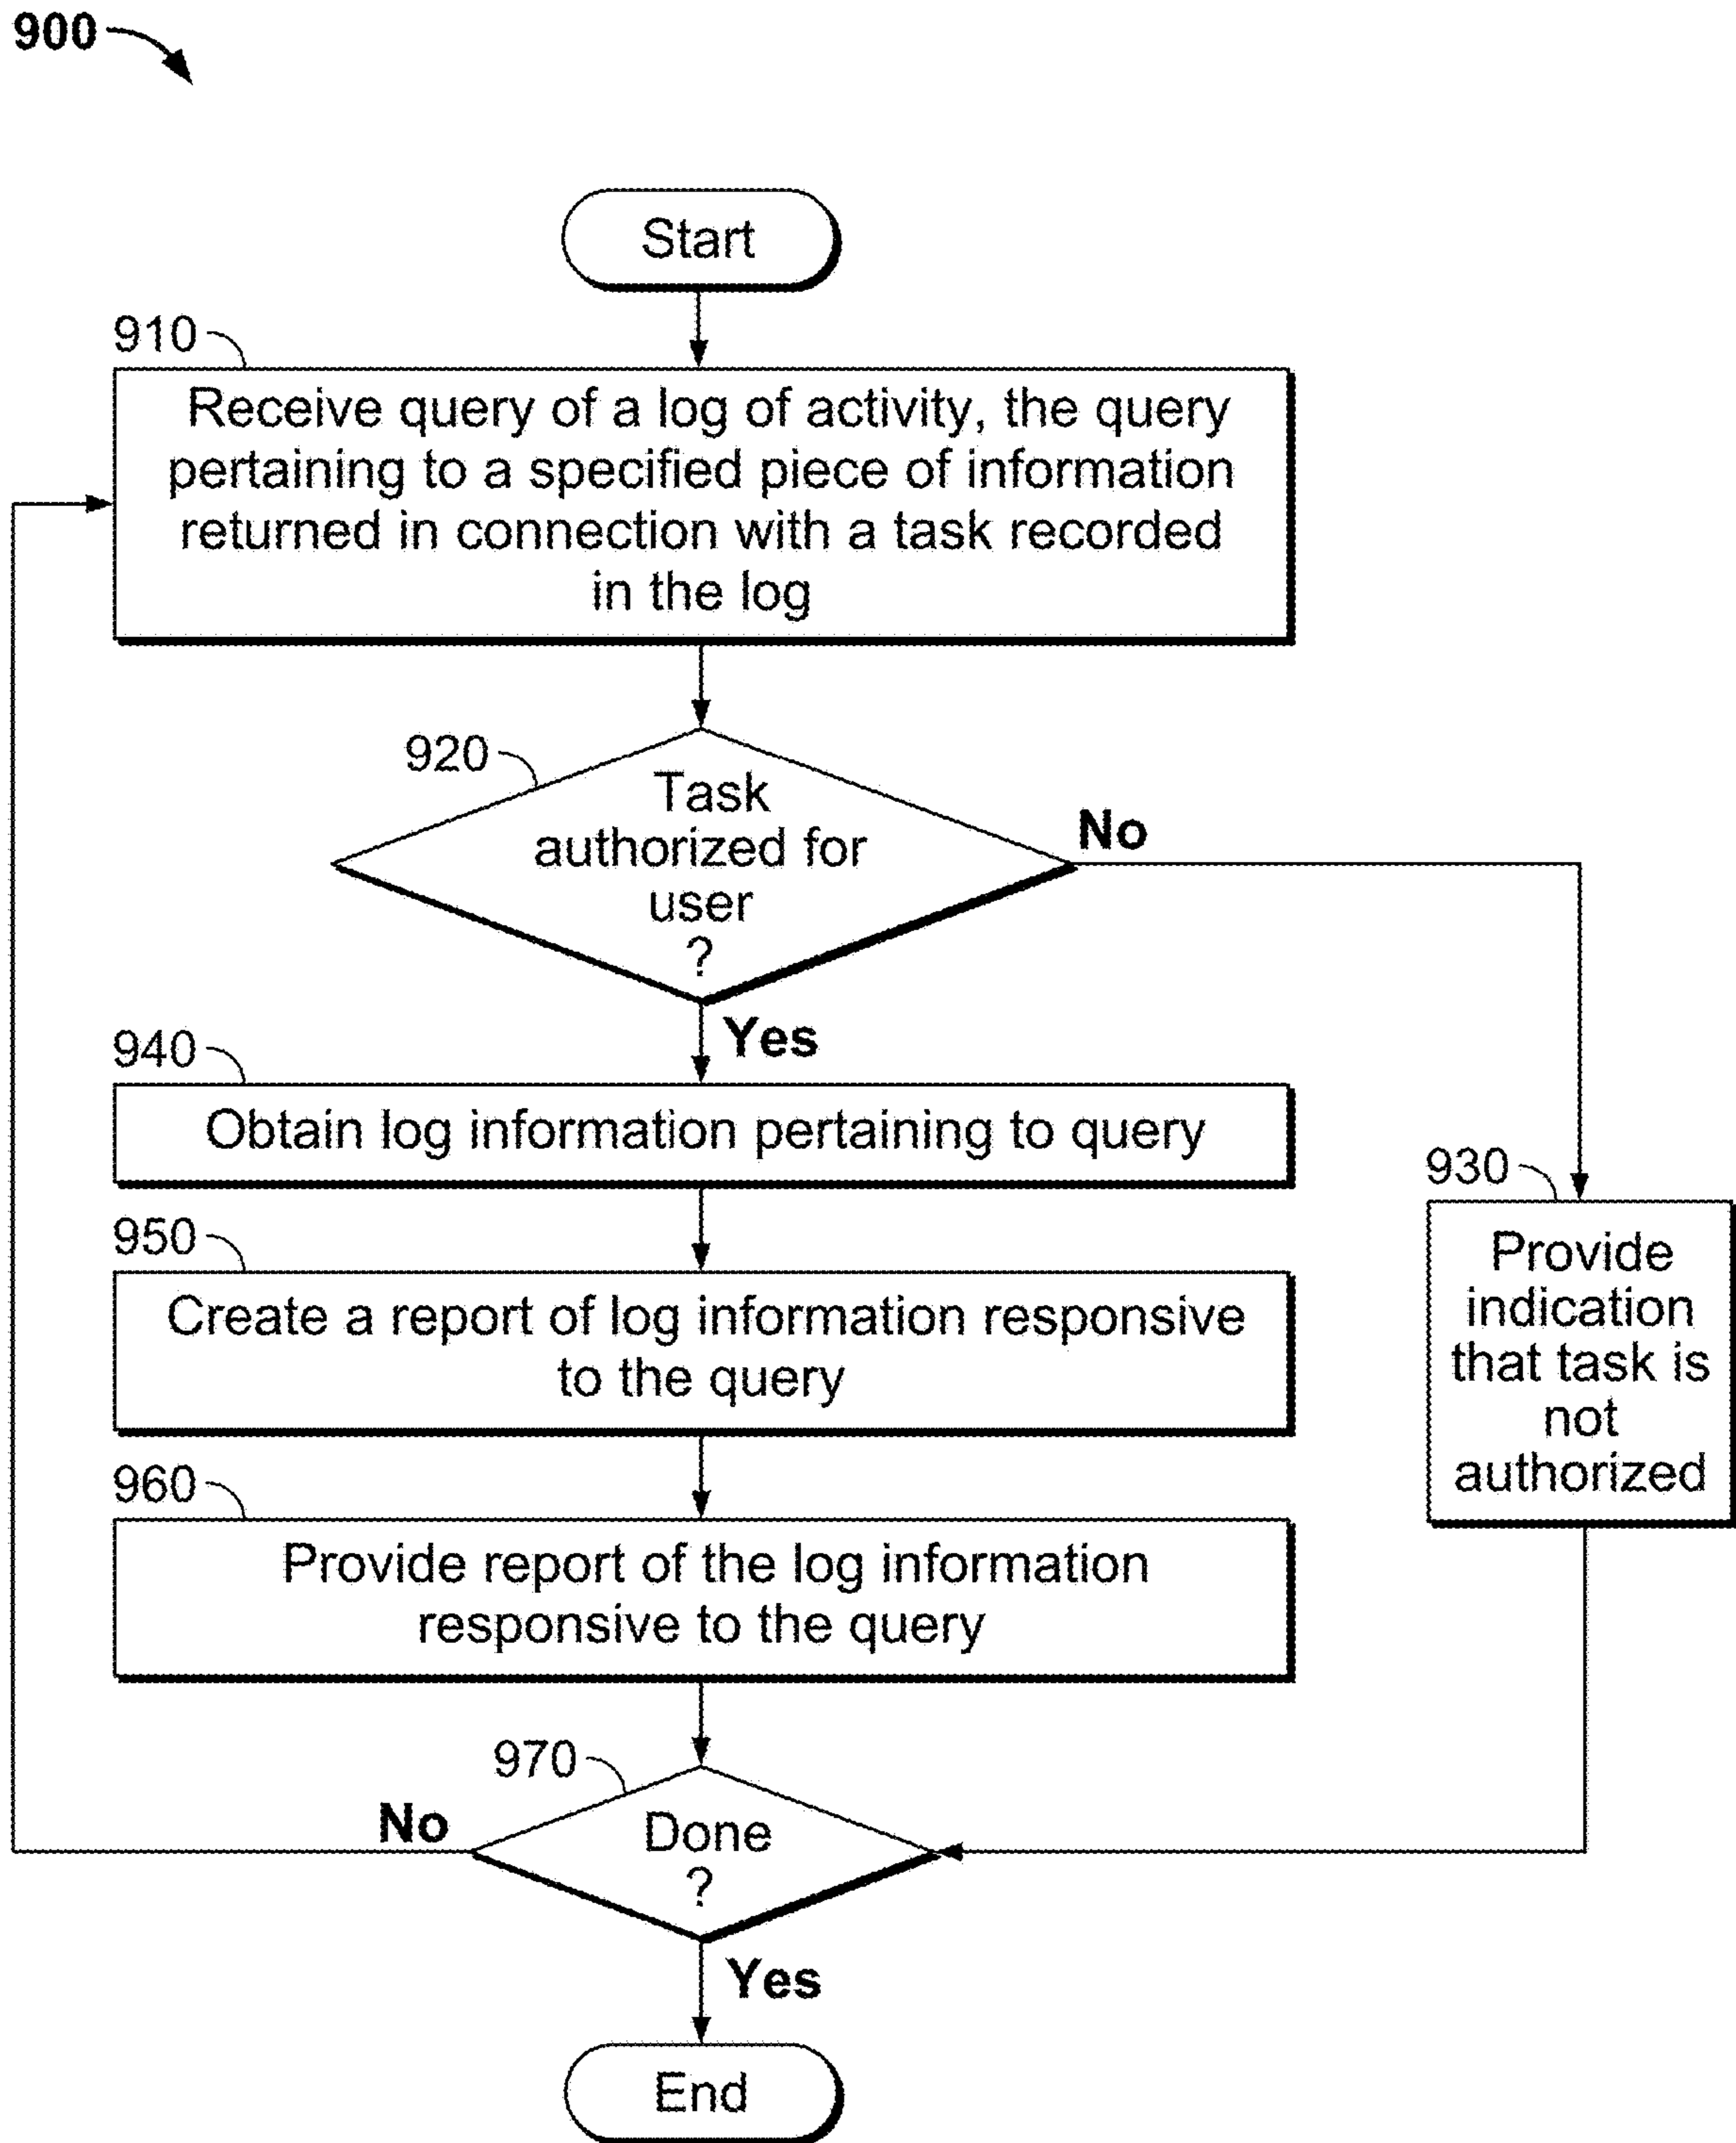 900
Start
910
Receive query of a log of activity, the query
pertaining to a specified piece of information
returned in connection with a task recorded
in the log
920
Task
authorized for
user
?
No
Yes
940
Obtain log information pertaining to query
930
Provide
indication
that task is
not
authorized
950
Create a report of log information responsive
to the query
960
Provide report of the log information
responsive to the query
970
Done
?
No
Yes
End